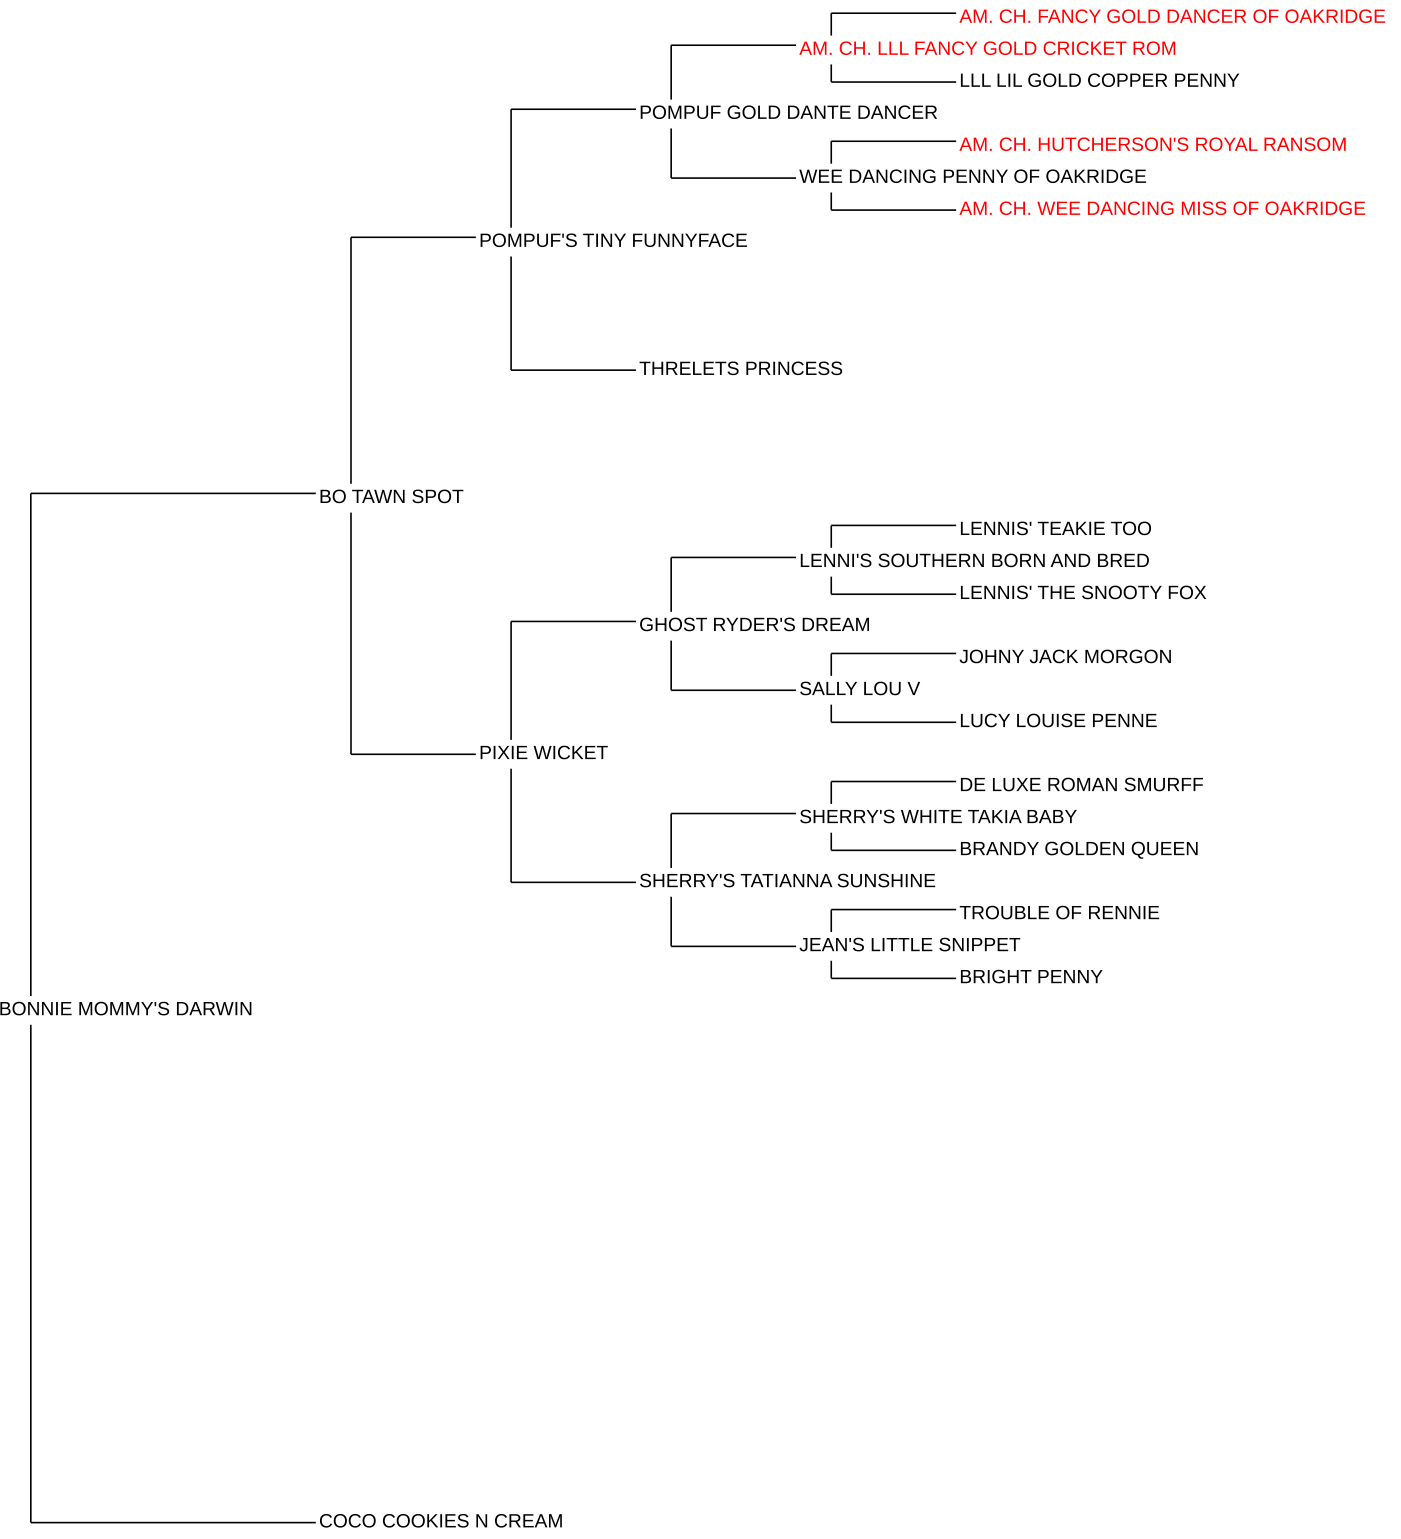 AM. CH. FANCY GOLD DANCER OF OAKRIDGE
AM. CH. LLL FANCY GOLD CRICKET ROM
LLL LIL GOLD COPPER PENNY
POMPUF GOLD DANTE DANCER
AM. CH. HUTCHERSON'S ROYAL RANSOM
WEE DANCING PENNY OF OAKRIDGE
AM. CH. WEE DANCING MISS OF OAKRIDGE
POMPUF'S TINY FUNNYFACE
THRELETS PRINCESS
BO TAWN SPOT
LENNIS' TEAKIE TOO
LENNI'S SOUTHERN BORN AND BRED
LENNIS' THE SNOOTY FOX
GHOST RYDER'S DREAM
JOHNY JACK MORGON
SALLY LOU V
LUCY LOUISE PENNE
PIXIE WICKET
DE LUXE ROMAN SMURFF
SHERRY'S WHITE TAKIA BABY
BRANDY GOLDEN QUEEN
SHERRY'S TATIANNA SUNSHINE
TROUBLE OF RENNIE
JEAN'S LITTLE SNIPPET
BRIGHT PENNY
BONNIE MOMMY'S DARWIN
COCO COOKIES N CREAM